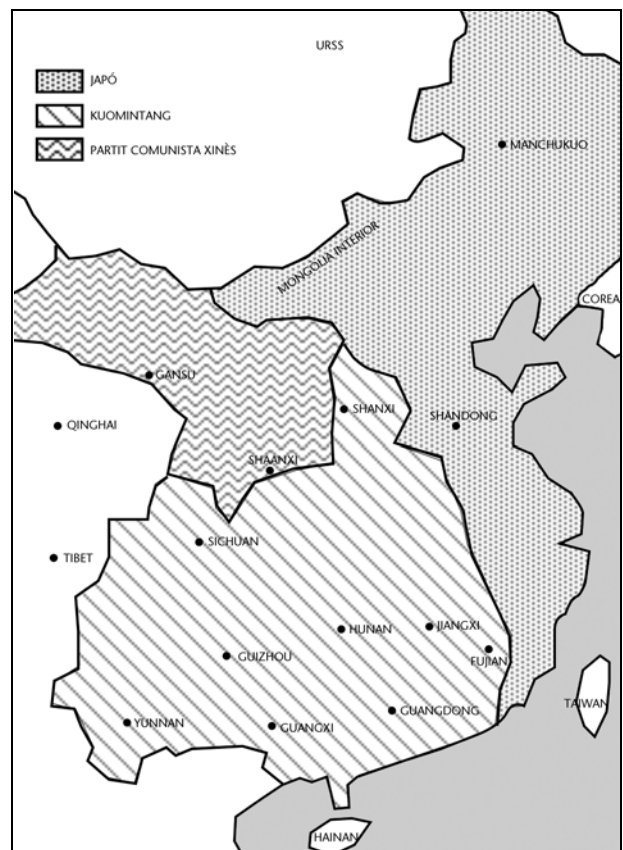 URSS
JAPÓ
KUOMINTANG
PARTIT COMUNISTA XINÈS
MANCHUKUO
MONGÒLIA INTERIOR
COREA
GANSU
SHANXI
SHANDONG
QINGHAI
SHAANXI
SICHUAN
TIBET
HUNAN
JIANGXI
GUIZHOU
FUJIAN
TAIWAN
GUANGDONG
YUNNAN
GUANGXI
HAINAN